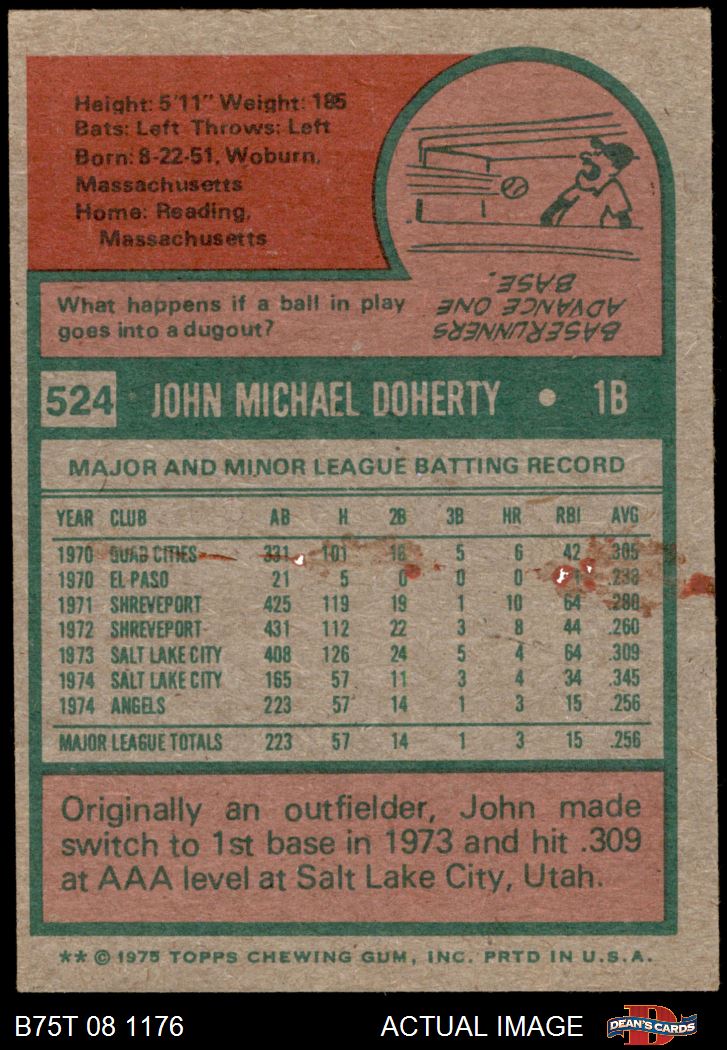 Height: 5'11" Weight: 185
Bats: Left Throws: Left
Born: 8-22-51, Woburn,
Massachusetts
Home: Reading,
Massachusetts
What happens if a ball in play
goes into a dugout?
BASERUNNERS
ADVANCE ONE
BASE.
524 JOHN MICHAEL DOHERTY • 1B
MAJOR AND MINOR LEAGUE BATTING RECORD
YEAR CLUB AB H 2B 3B HR RBI AVG
1970 QUAD CITIES 331 101 16 5 6 42 .305
1970 EL PASO 21 5 0 0 0 1 .238
1971 SHREVEPORT 425 119 19 1 10 64 .280
1972 SHREVEPORT 431 112 22 3 8 44 .260
1973 SALT LAKE CITY 408 126 24 5 4 64 .309
1974 SALT LAKE CITY 165 57 11 3 4 34 .345
1974 ANGELS 223 57 14 1 3 15 .256
MAJOR LEAGUE TOTALS 223 57 14 1 3 15 .256
Originally an outfielder, John made
switch to 1st base in 1973 and hit .309
at AAA level at Salt Lake City, Utah.
** © 1975 TOPPS CHEWING GUM, INC. PRTD IN U.S.A.
B75T 08 1176 ACTUAL IMAGE
D
DEAN'S CARDS